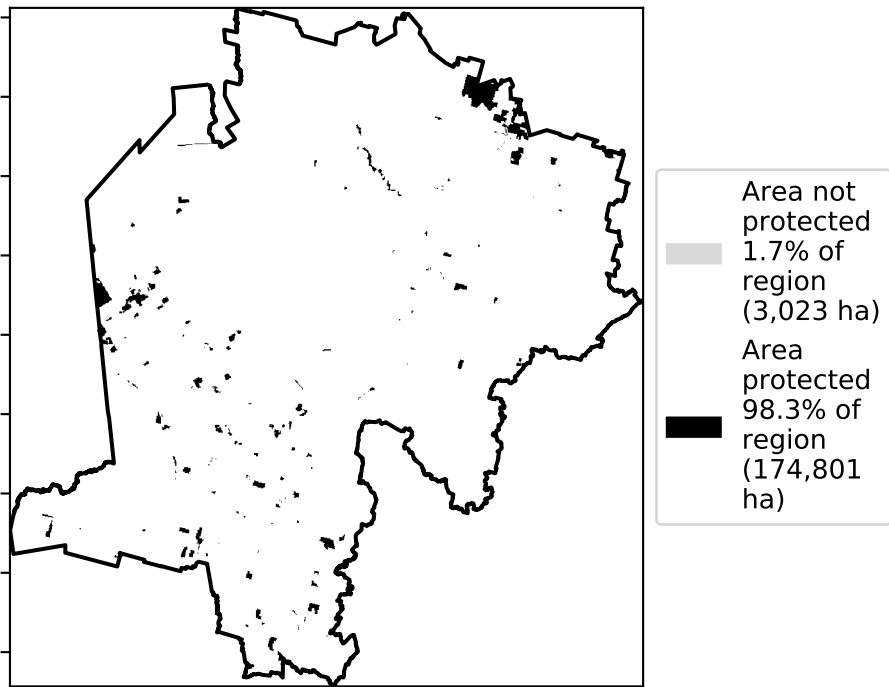 Area not
protected
1.7% of
region
(3,023 ha)
Area
protected
98.3% of
region
(174,801
ha)